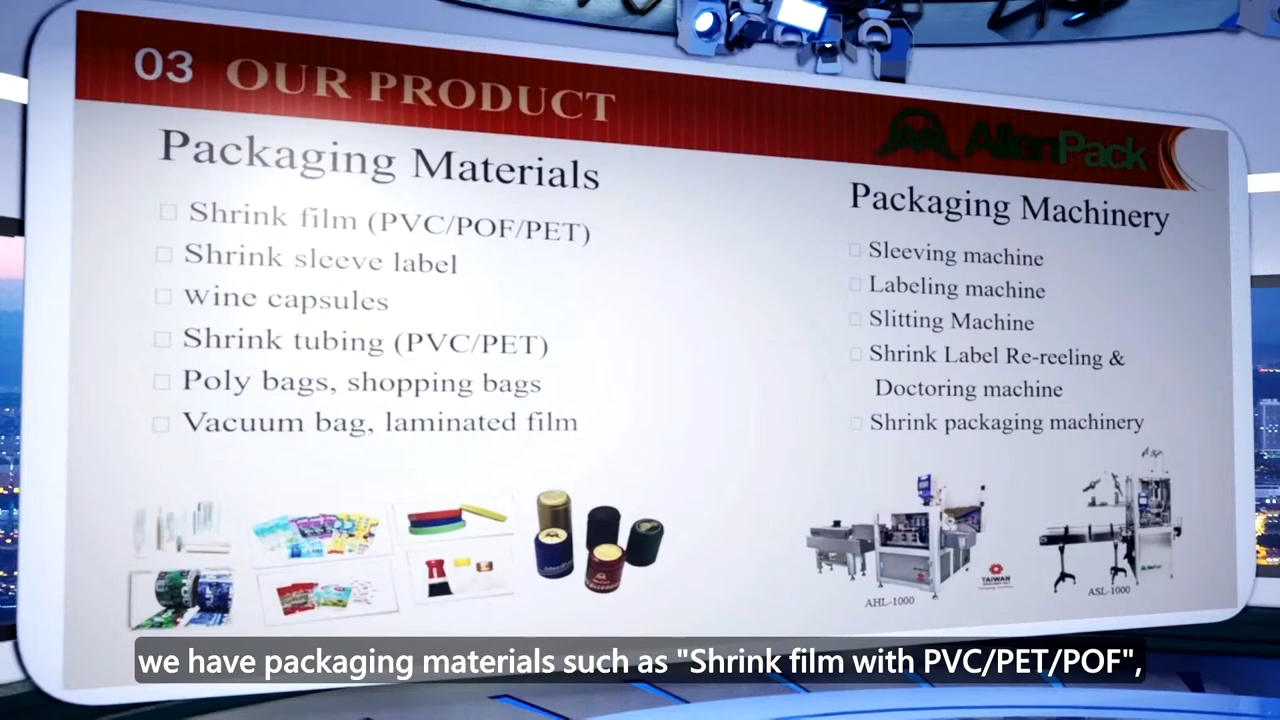 03 OUR PRODUCT
AllenPack
Packaging Materials
Shrink film (PVC/POF/PET)
Shrink sleeve label
wine capsules
Shrink tubing (PVC/PET)
Poly bags, shopping bags
Vacuum bag, laminated film
Packaging Machinery
Sleeving machine
Labeling machine
Slitting Machine
Shrink Label Re-reeling &
Doctoring machine
Shrink packaging machinery
AHL-1000
TAIWAN
ASL-1000
we have packaging materials such as "Shrink film with PVC/PET/POF",